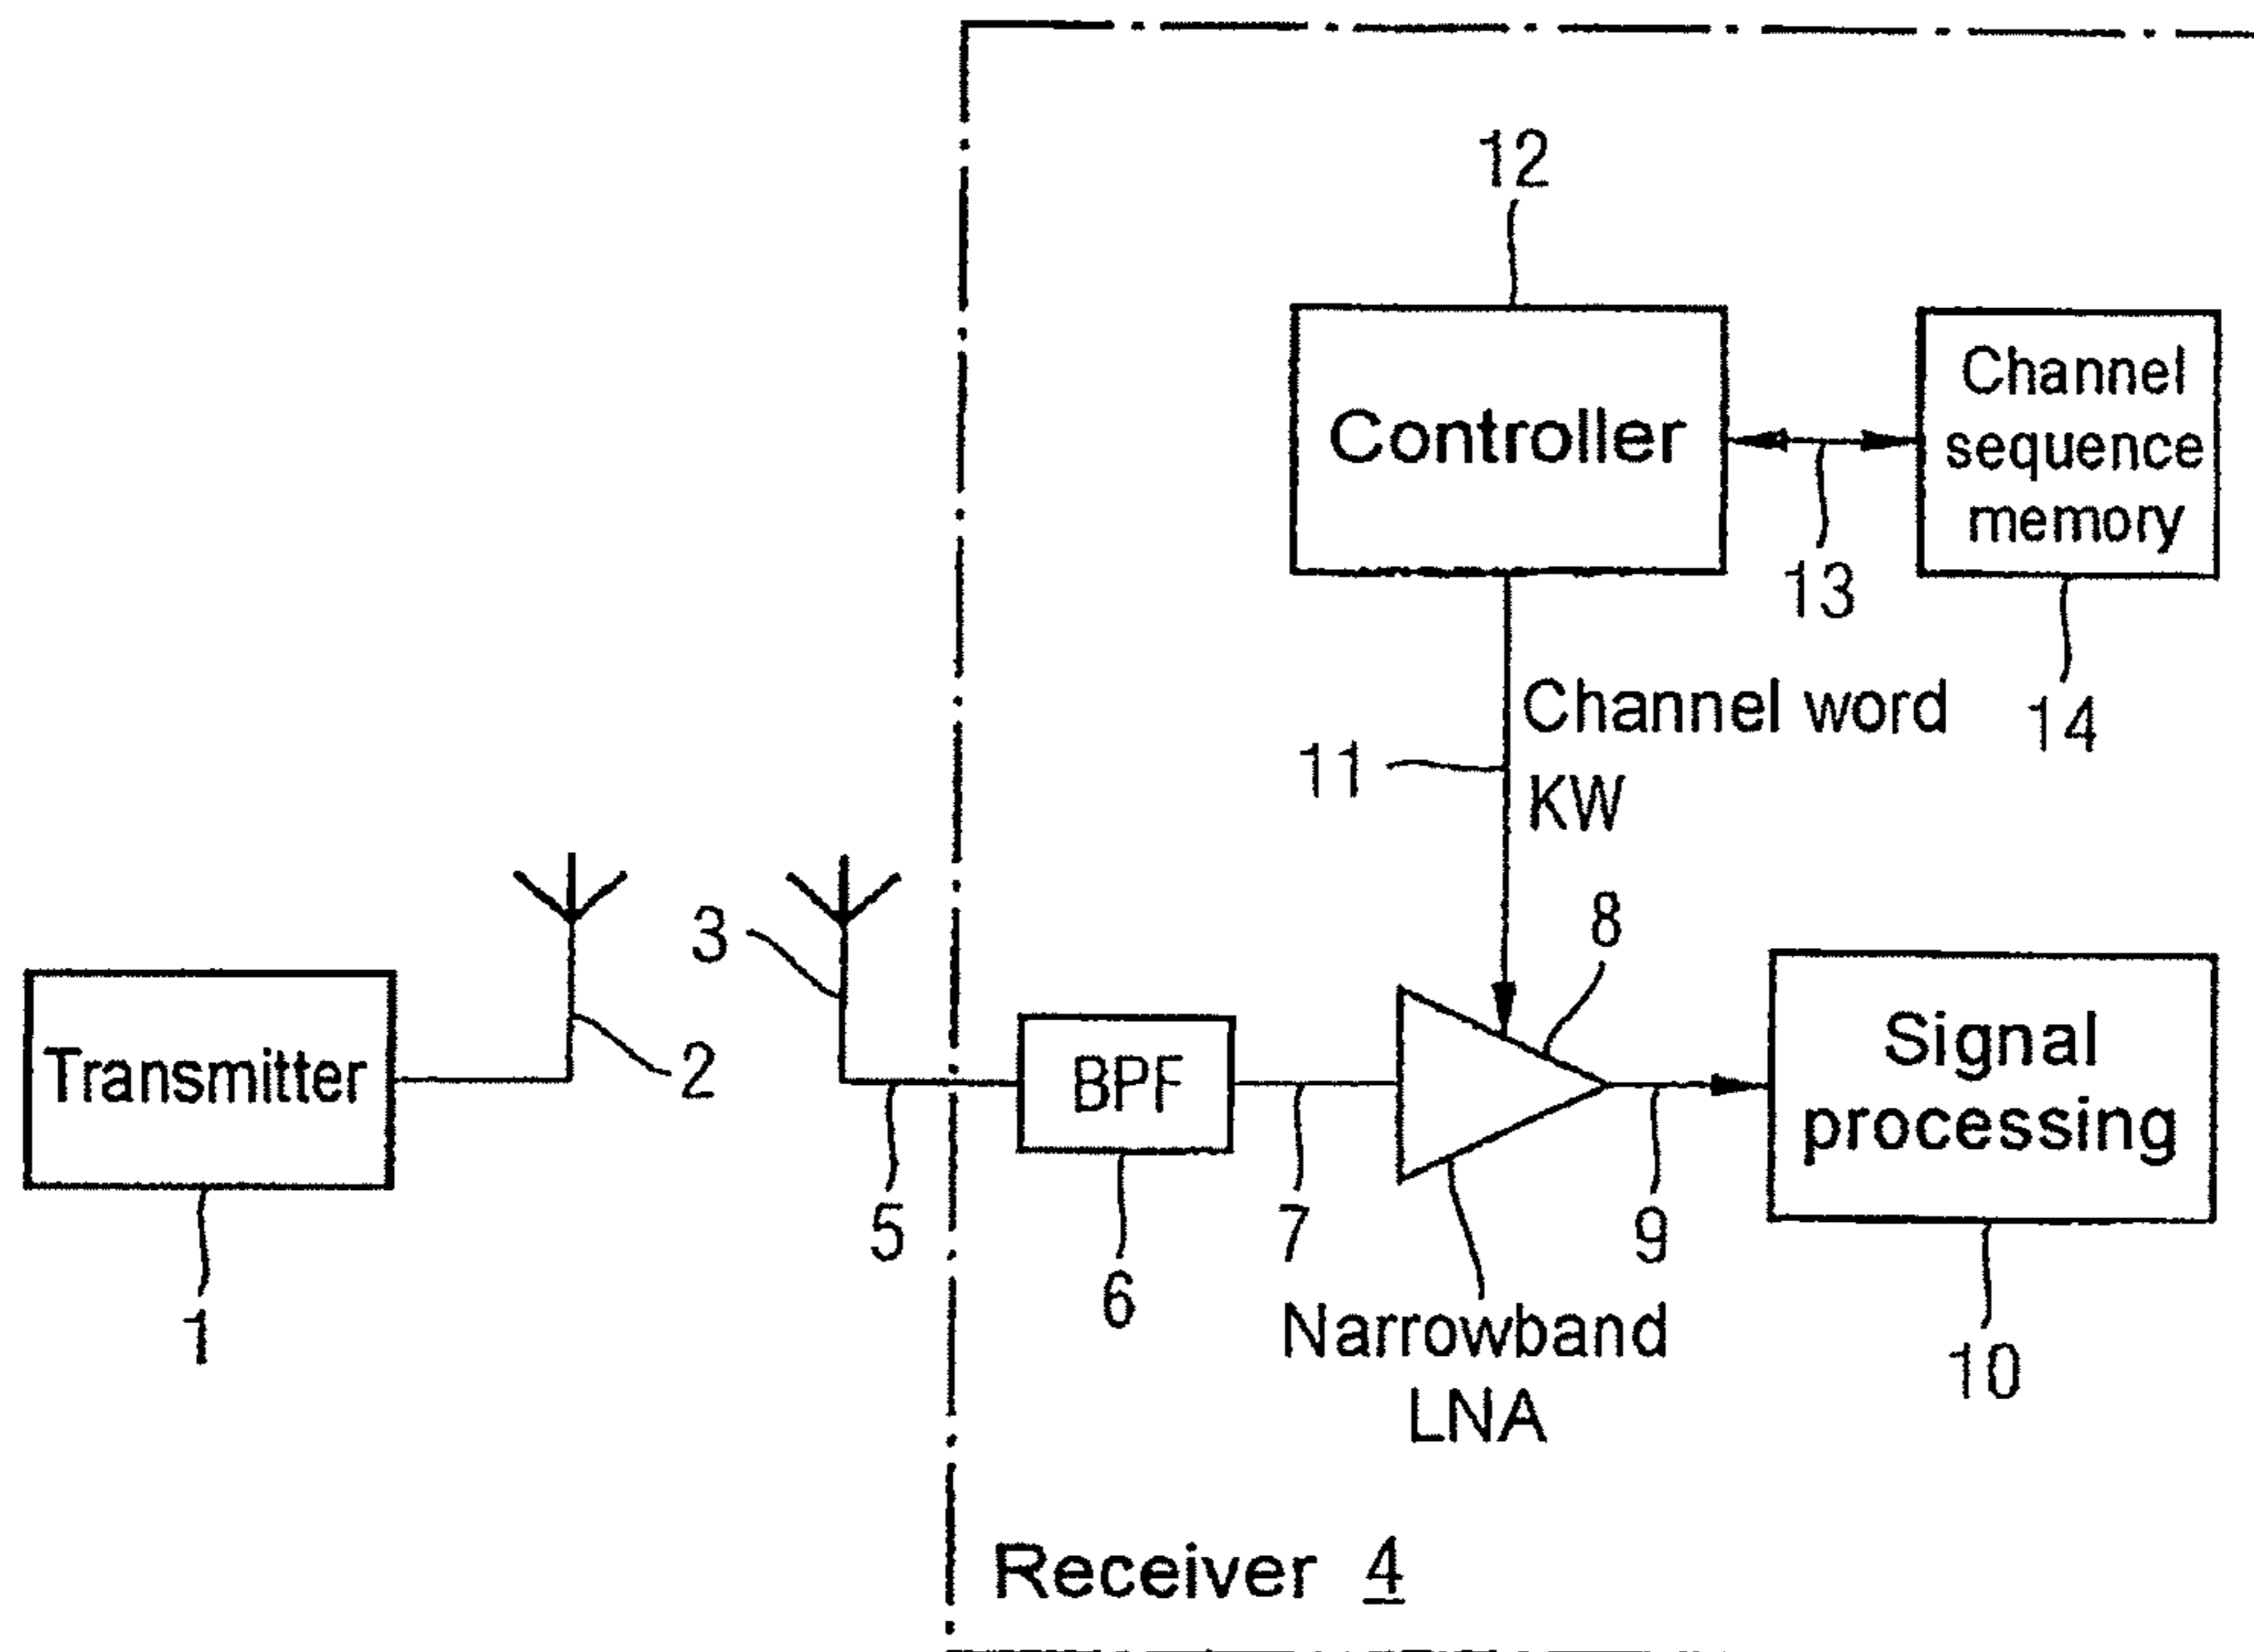 12
Controller
Channel
sequence
memory
13
14
Channel word
11
KW
8
3
Transmitter
2
BPF
Signal
processing
5
7
9
6
1
Narrowband
LNA
10
Receiver 4